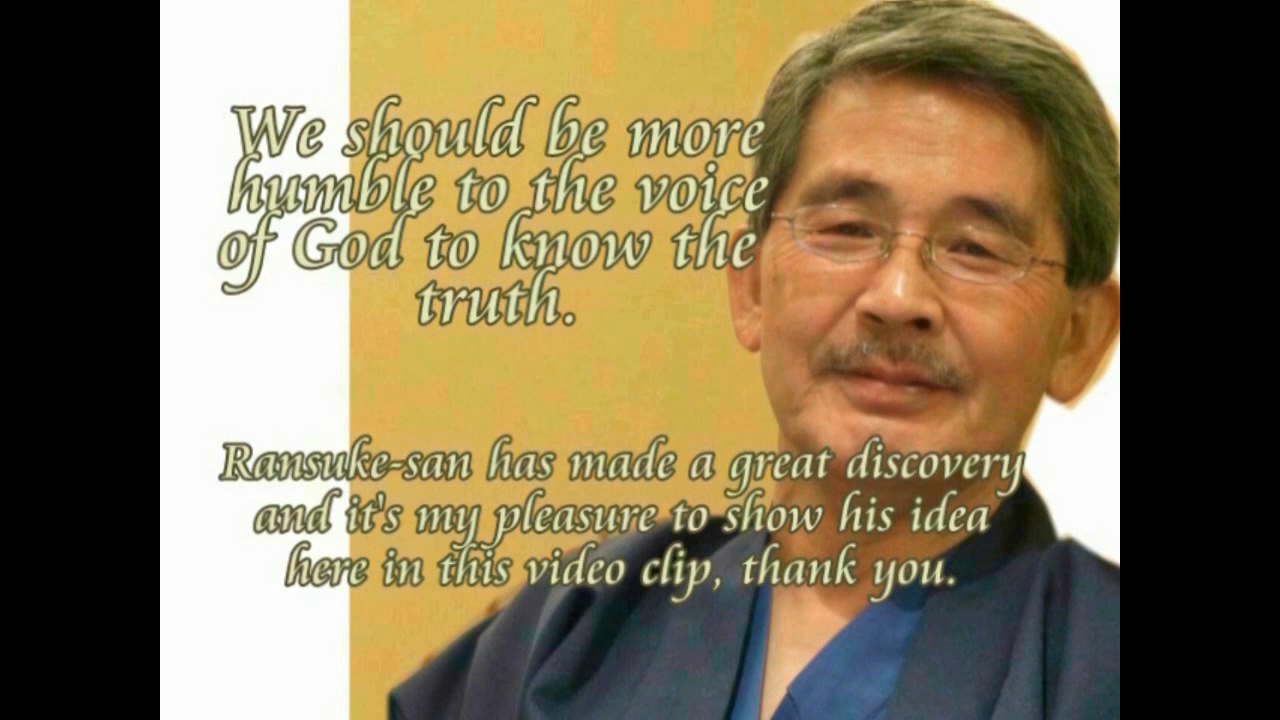 We should be more
humble to the voice
of God to know the
truth.
Ransuke-san has made a great discovery
and it's my pleasure to show his idea
here in this video clip, thank you.